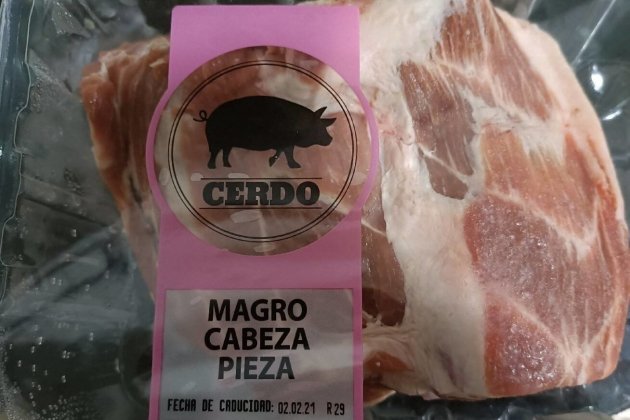 CERDO
MAGRO
CABEZA
PIEZA
FECHA DE CADUCIDAD: 02.02.21 R29